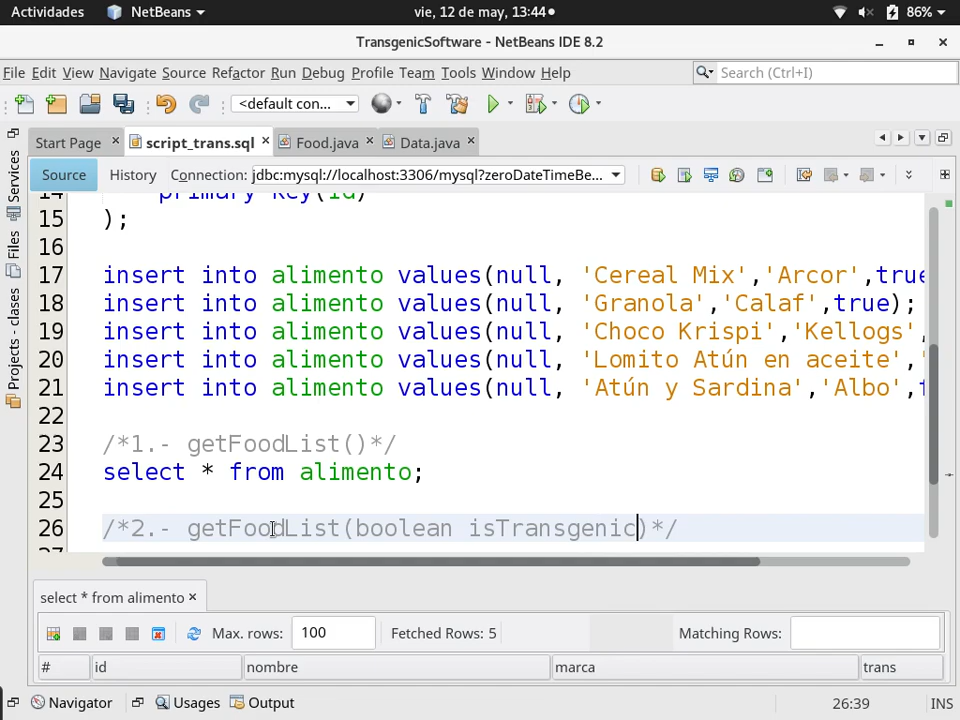 Actividades NetBeans vie, 12 de may, 13:44 86%
TransgenicSoftware - NetBeans IDE 8.2
File Edit View Navigate Source Refactor Run Debug Profile Team Tools Window Help Search (Ctrl+I)
<default con...
Start Page script_trans.sql Food.java Data.java
Source History Connection: jdbc:mysql://localhost:3306/mysql?zeroDateTimeBe...
Services
Files
Projects - clases
14 primary key(id)
15 );
16
17 insert into alimento values(null, 'Cereal Mix','Arcor',true
18 insert into alimento values(null, 'Granola','Calaf',true);
19 insert into alimento values(null, 'Choco Krispi','Kellogs',
20 insert into alimento values(null, 'Lomito Atún en aceite','
21 insert into alimento values(null, 'Atún y Sardina','Albo',f
22
23 /*1.- getFoodList()*/
24 select * from alimento;
25
26 /*2.- getFoodList(boolean isTransgenic)*/
27
select * from alimento
Max. rows: 100 Fetched Rows: 5 Matching Rows:
# id nombre marca trans
Navigator Usages Output 26:39 INS